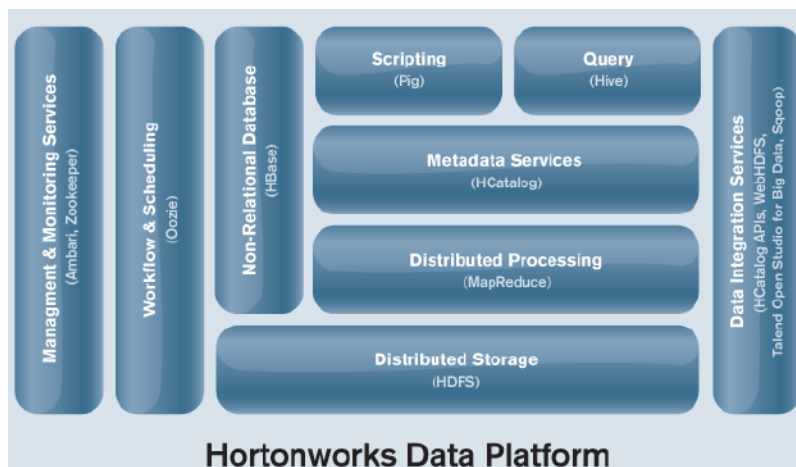 Managment & Monitoring Services
(Ambari, Zookeeper)
Workflow & Scheduling
(Oozie)
Non-Relational Database
(HBase)
Scripting
(Pig)
Query
(Hive)
Metadata Services
(HCatalog)
Distributed Processing
(MapReduce)
Distributed Storage
(HDFS)
Data Integration Services
(HCatalog APIs, WebHDFS,
Talend Open Studio for Big Data, Sqoop)
Hortonworks Data Platform